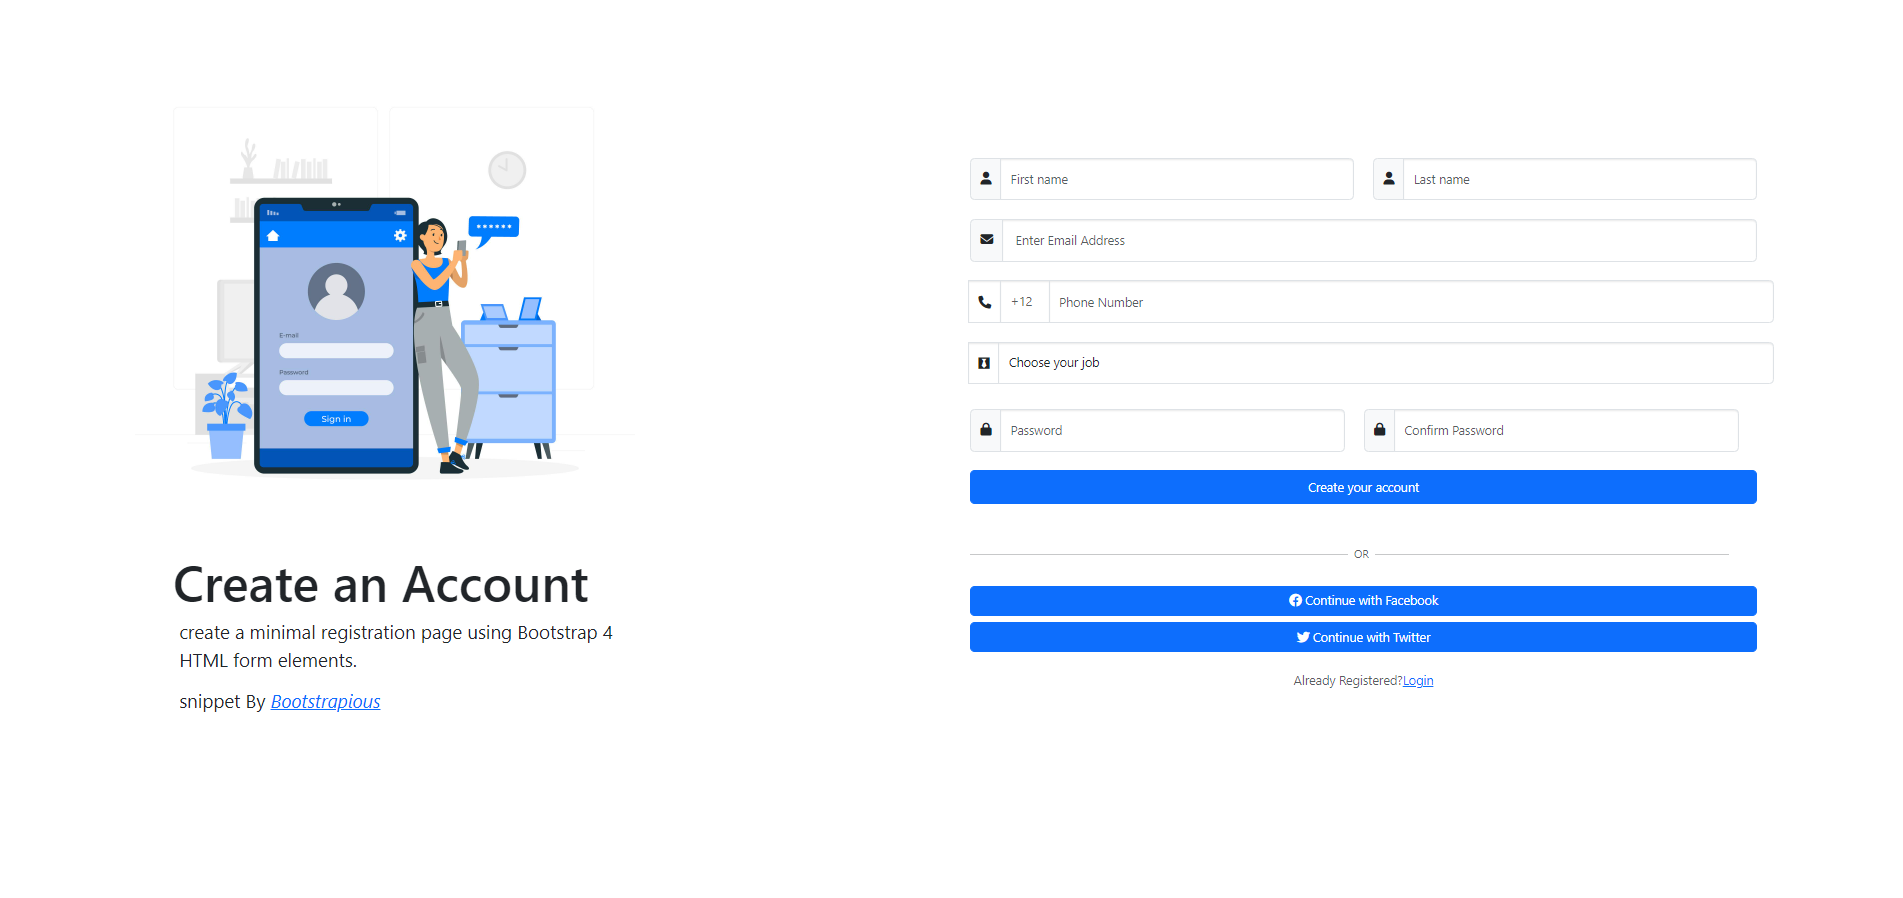 ******
E-mail
Password
Sign in
Create an Account
create a minimal registration page using Bootstrap 4
HTML form elements.
snippet By Bootstrapious
First name
Last name
Enter Email Address
+12
Phone Number
Choose your job
Password
Confirm Password
Create your account
OR
Continue with Facebook
Continue with Twitter
Already Registered?Login